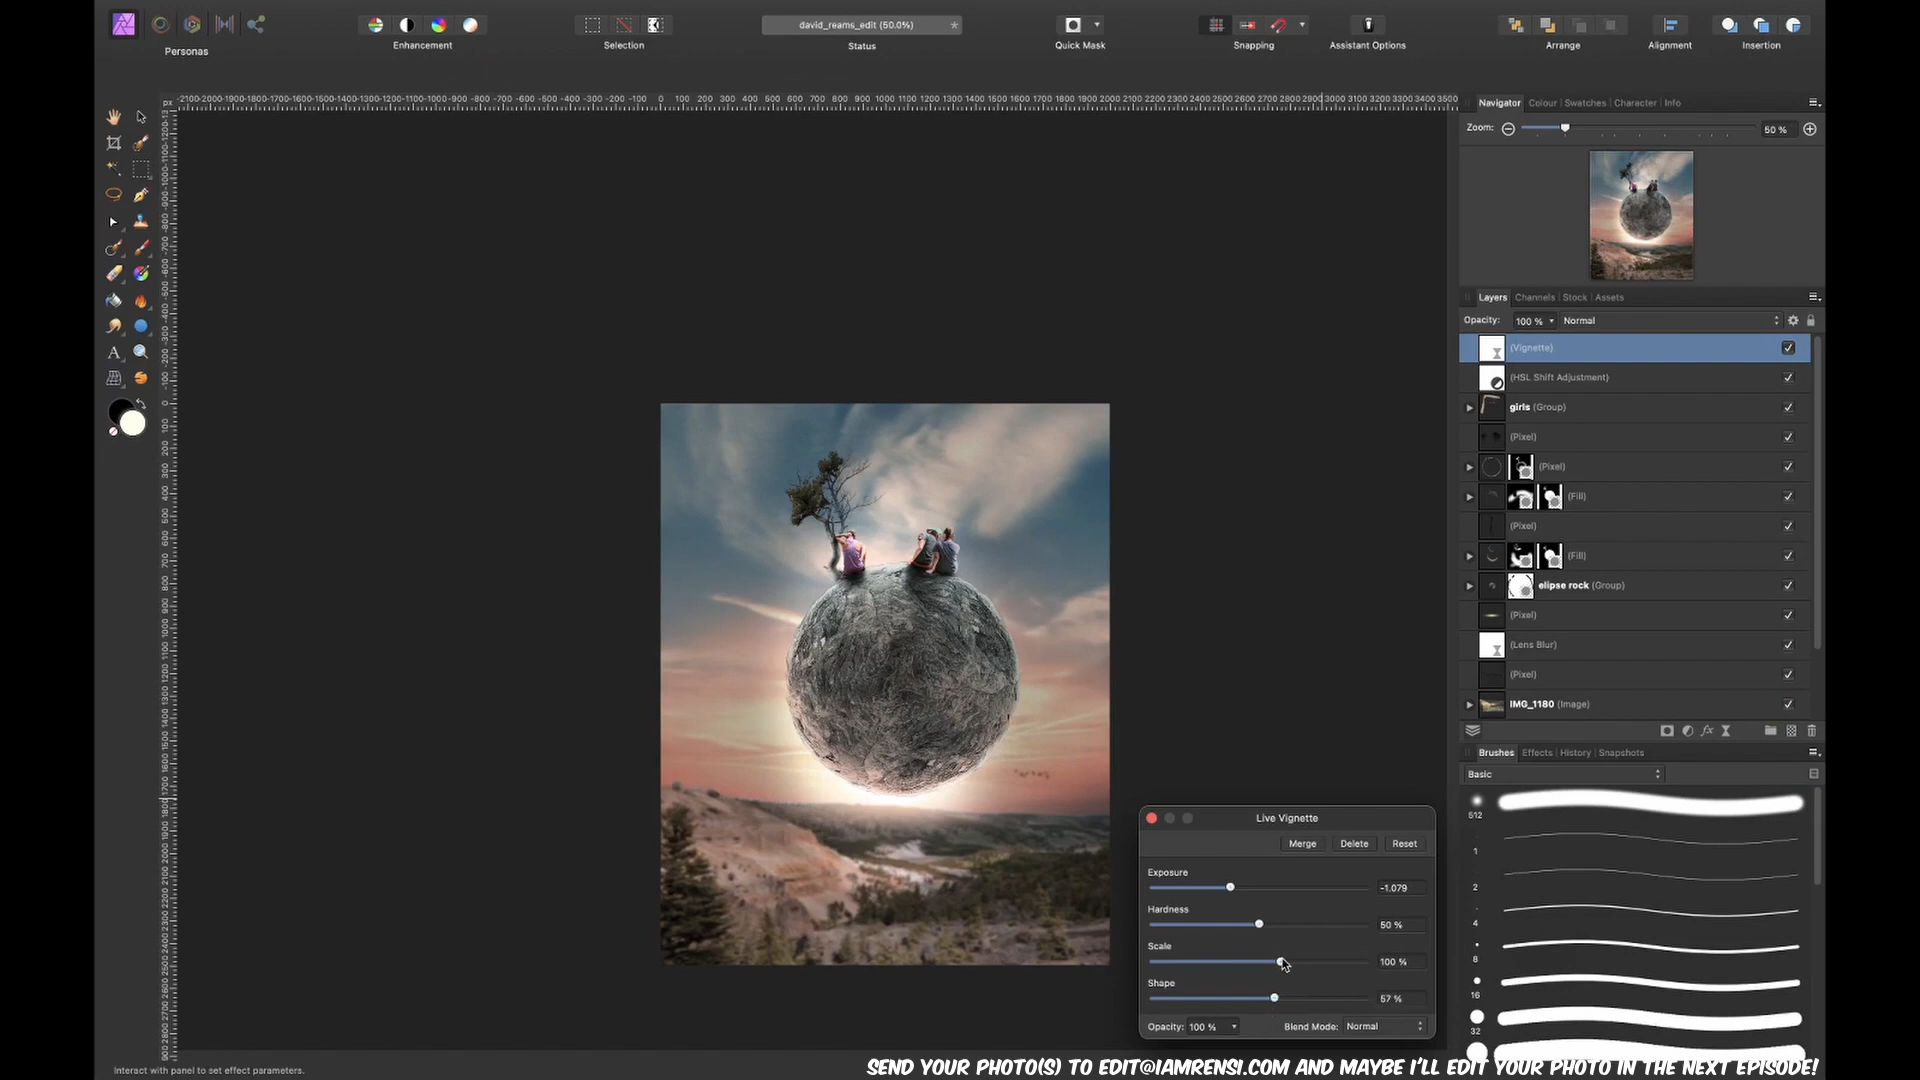 Personas
Enhancement
Selection
david_reams_edit (50.0%)
Status
Quick Mask
Snapping
Assistant Options
Arrange
Alignment
Insertion
px
Navigator Colour Swatches Character Info
Zoom: 50 %
Layers Channels Stock Assets
Opacity: 100 % Normal
(Vignette)
(HSL Shift Adjustment)
girls (Group)
(Pixel)
(Pixel)
(Fill)
(Pixel)
(Fill)
elipse rock (Group)
(Pixel)
(Lens Blur)
(Pixel)
IMG_1180 (Image)
Brushes Effects History Snapshots
Basic
512
1
2
4
8
16
32
Live Vignette
Merge Delete Reset
Exposure
-1.079
Hardness
50 %
Scale
100 %
Shape
57 %
Opacity: 100 % Blend Mode: Normal
Interact with panel to set effect parameters.
SEND YOUR PHOTO(S) TO EDIT@IAMRENSI.COM AND MAYBE I'LL EDIT YOUR PHOTO IN THE NEXT EPISODE!